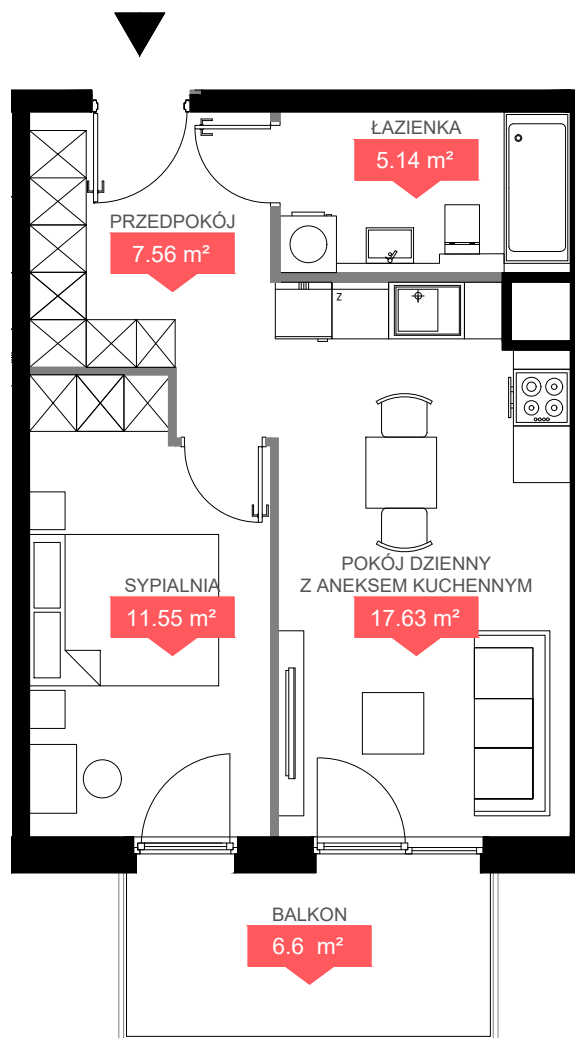 ŁAZIENKA
5.14 m²
PRZEDPOKÓJ
7.56 m²
Z
POKÓJ DZIENNY
Z ANEKSEM KUCHENNYM
17.63 m²
SYPIALNIA
11.55 m²
BALKON
6.6 m²